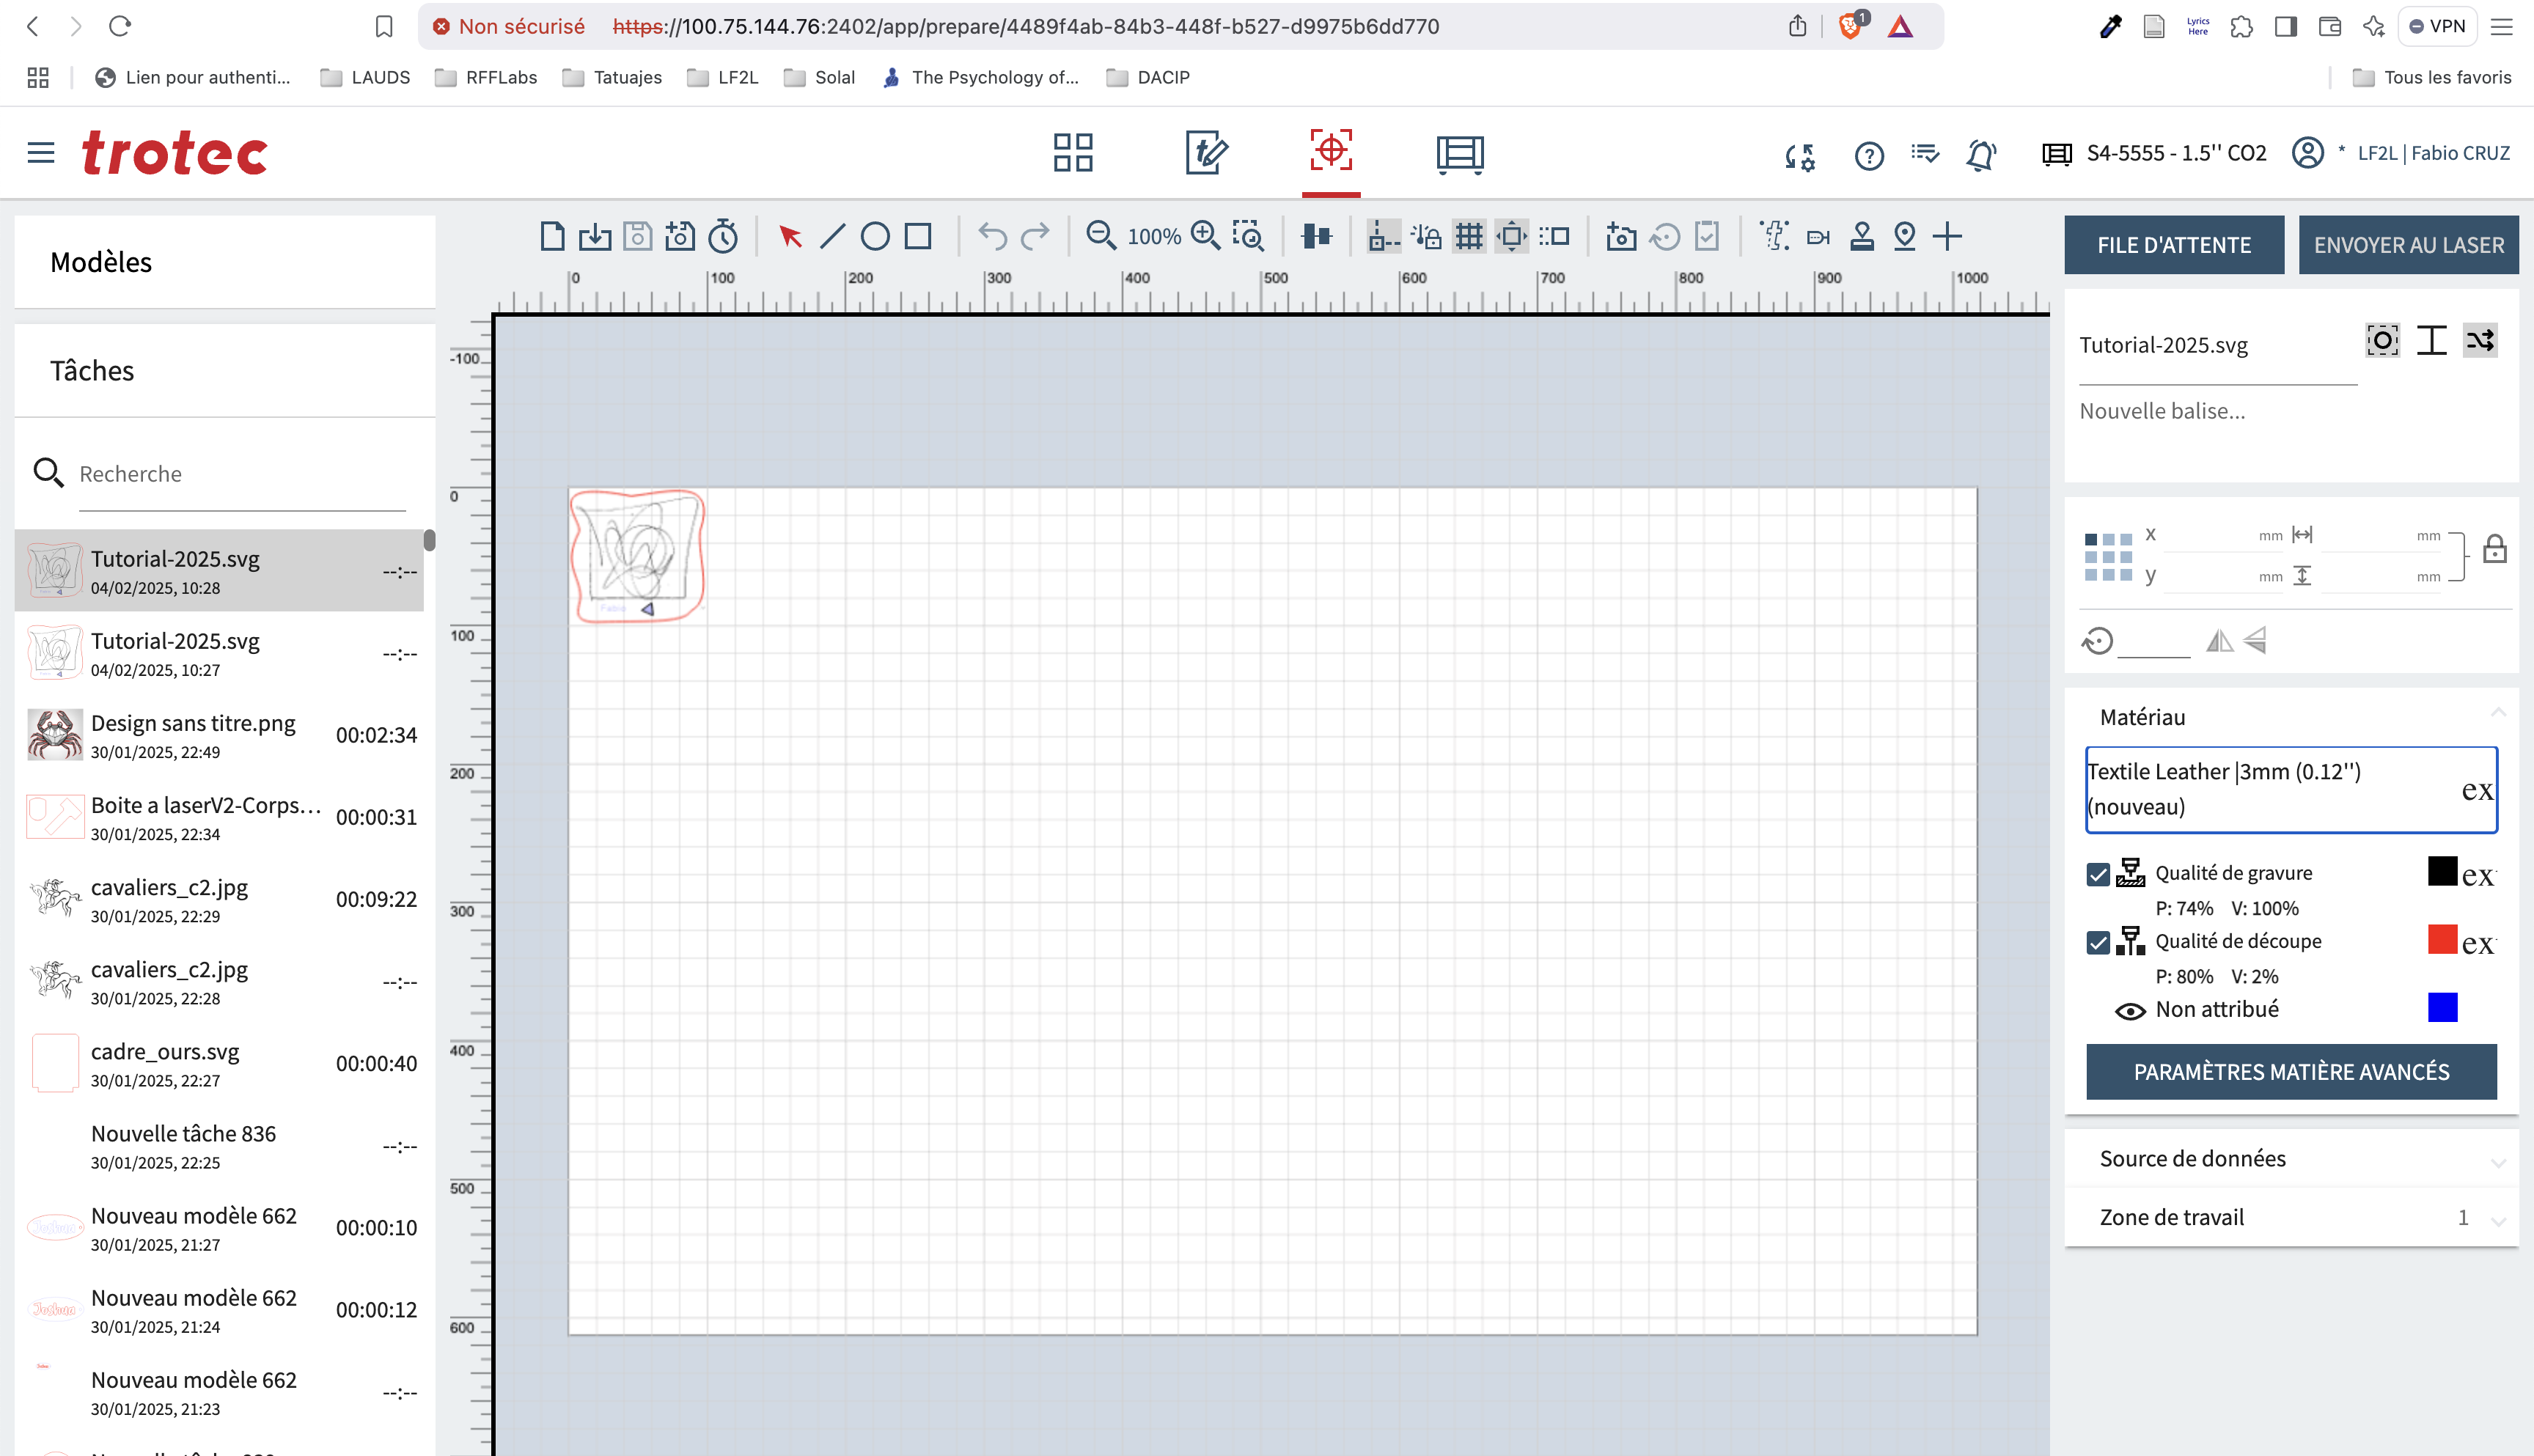 Non sécurisé https://100.75.144.76:2402/app/prepare/4489f4ab-84b3-448f-b527-d9975b6dd770
1
Lyrics Here
VPN
Lien pour authenti... LAUDS RFFLabs Tatuajes LF2L Solal The Psychology of... DACIP Tous les favoris
trotec
S4-5555 - 1.5'' CO2 * LF2L | Fabio CRUZ
Modèles
Tâches
Recherche
Tutorial-2025.svg
04/02/2025, 10:28
--:--
Tutorial-2025.svg
04/02/2025, 10:27
--:--
Design sans titre.png
30/01/2025, 22:49
00:02:34
Boite a laserV2-Corps...
30/01/2025, 22:34
00:00:31
cavaliers_c2.jpg
30/01/2025, 22:29
00:09:22
cavaliers_c2.jpg
30/01/2025, 22:28
--:--
cadre_ours.svg
30/01/2025, 22:27
00:00:40
Nouvelle tâche 836
30/01/2025, 22:25
--:--
Nouveau modèle 662
30/01/2025, 21:27
00:00:10
Nouveau modèle 662
30/01/2025, 21:24
00:00:12
Nouveau modèle 662
30/01/2025, 21:23
--:--
100%
0 100 200 300 400 500 600 700 800 900 1000
-100
0
100
200
300
400
500
600
Fabio
FILE D'ATTENTE
ENVOYER AU LASER
Tutorial-2025.svg
Nouvelle balise...
x mm mm
y mm mm
Matériau
Textile Leather |3mm (0.12'')
(nouveau)
ex
Qualité de gravure
ex
P: 74% V: 100%
Qualité de découpe
ex
P: 80% V: 2%
Non attribué
PARAMÈTRES MATIÈRE AVANCÉS
Source de données
Zone de travail 1